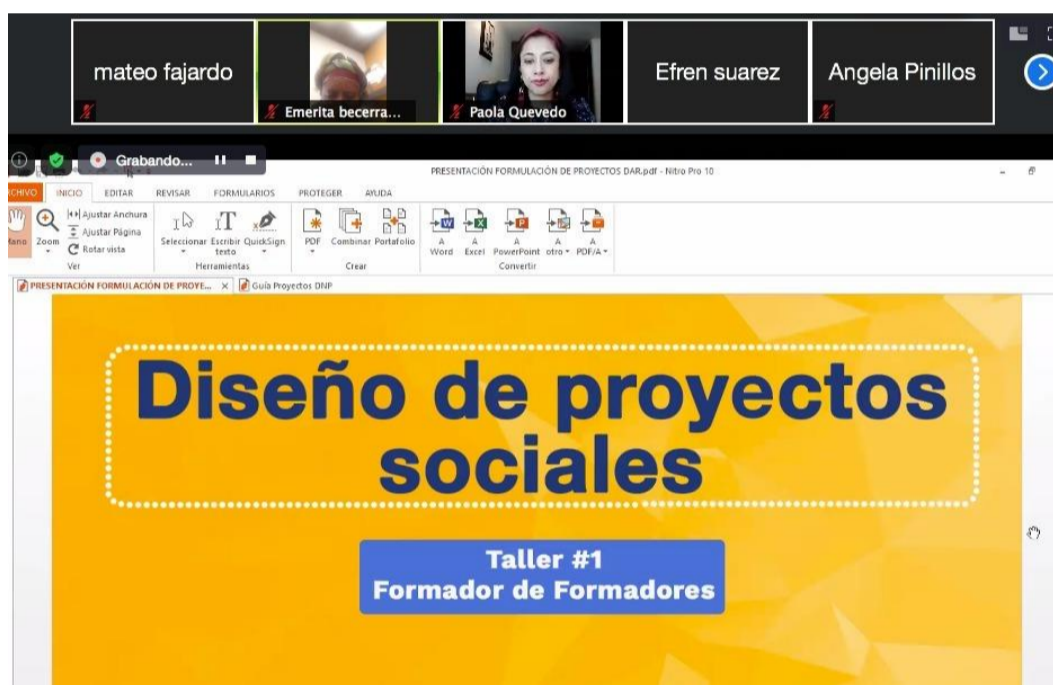 mateo fajardo
Emerita becerra...
Paola Quevedo
Efren suarez
Angela Pinillos
Grabando...
PRESENTACIÓN FORMULACIÓN DE PROYECTOS DAR.pdf - Nitro Pro 10
INICIO EDITAR REVISAR FORMULARIOS PROTEGER AYUDA
Zoom
Ajustar Anchura
Ajustar Página
Rotar vista
Ver
Seleccionar
Escribir texto
QuickSign
Herramientas
PDF
Combinar
Portafolio
Crear
A Word
A Excel
A PowerPoint
A otro
A PDF/A
Convertir
PRESENTACIÓN FORMULACIÓN DE PROYE... Guía Proyectos DNP
Diseño de proyectos
sociales
Taller #1
Formador de Formadores